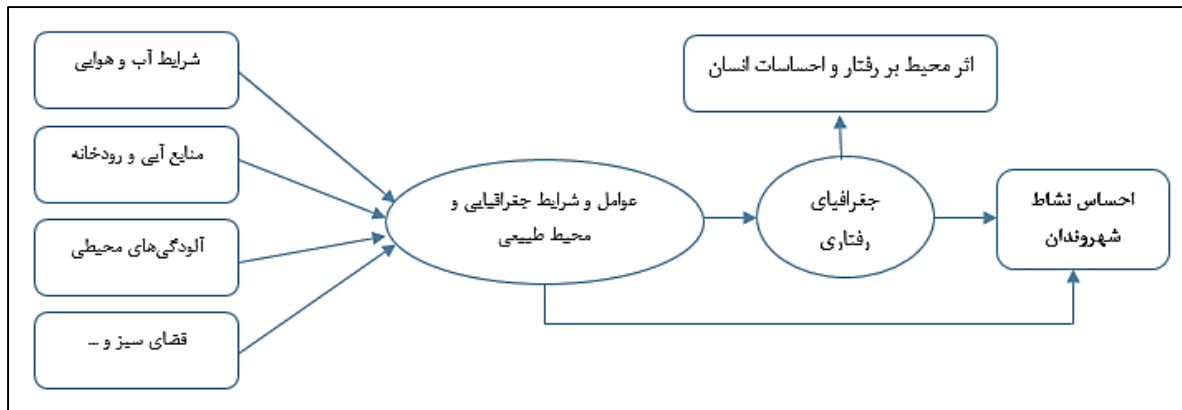 شرایط آب و هوایی
منابع آبی و رودخانه
آلودگی‌های محیطی
فضای سبز و ...
عوامل و شرایط جغرافیایی و
محیط طبیعی
اثر محیط بر رفتار و احساسات انسان
جغرافیای
رفتاری
احساس نشاط
شهروندان